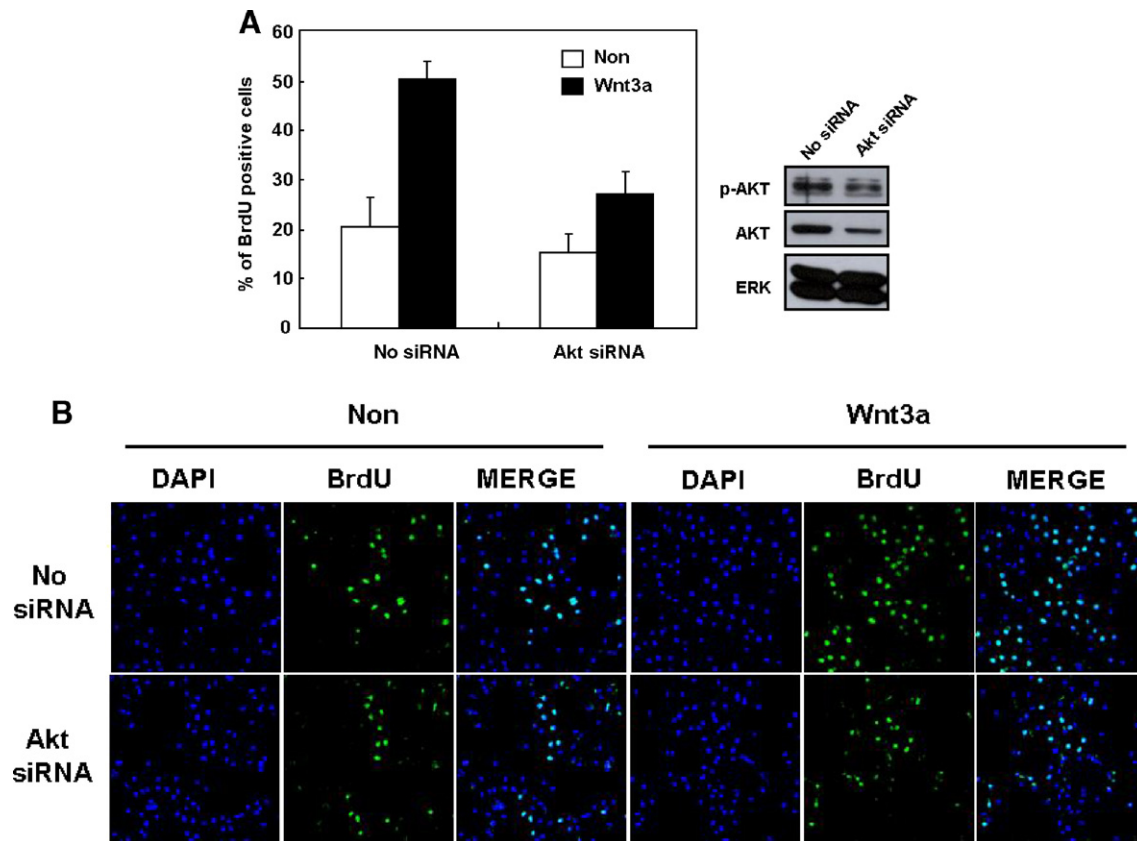 A
60
50
40
30
20
10
0
% of BrdU positive cells
Non
Wnt3a
No siRNA
Akt siRNA
No siRNA
Akt siRNA
p-AKT
AKT
ERK
B
Non
Wnt3a
DAPI
BrdU
MERGE
DAPI
BrdU
MERGE
No
siRNA
Akt
siRNA